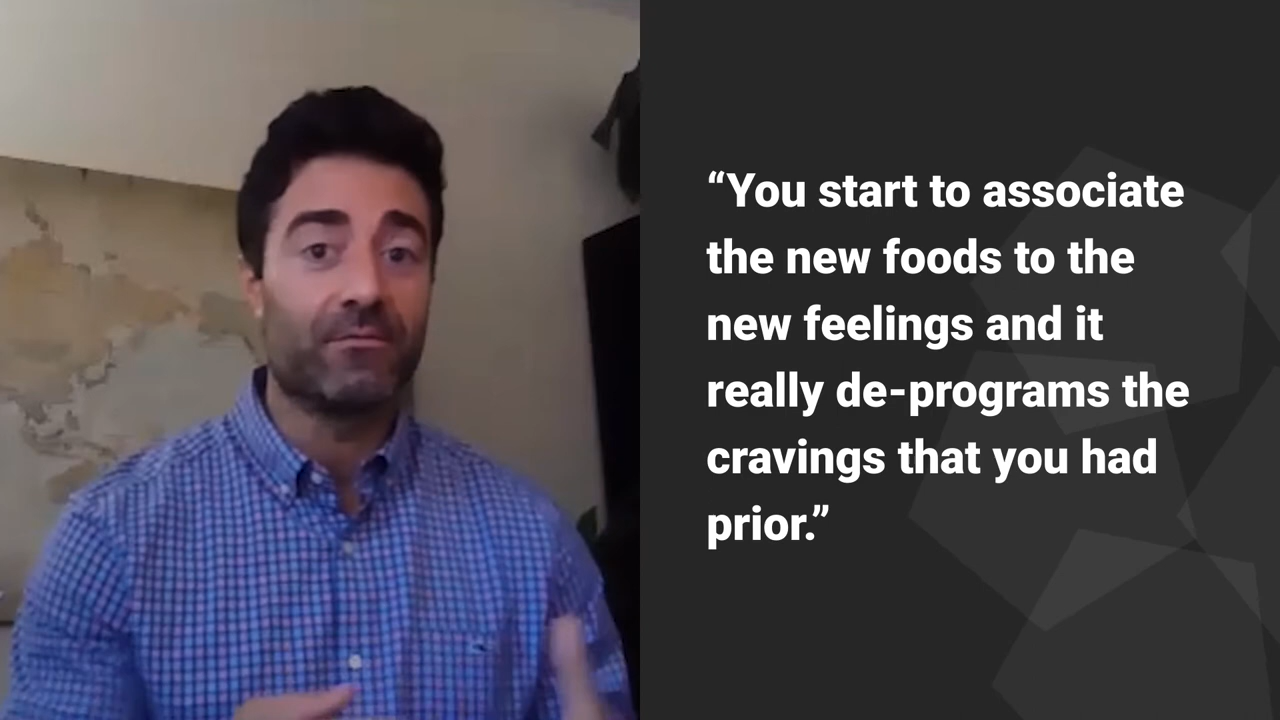 “You start to associate
the new foods to the
new feelings and it
really de-programs the
cravings that you had
prior.”